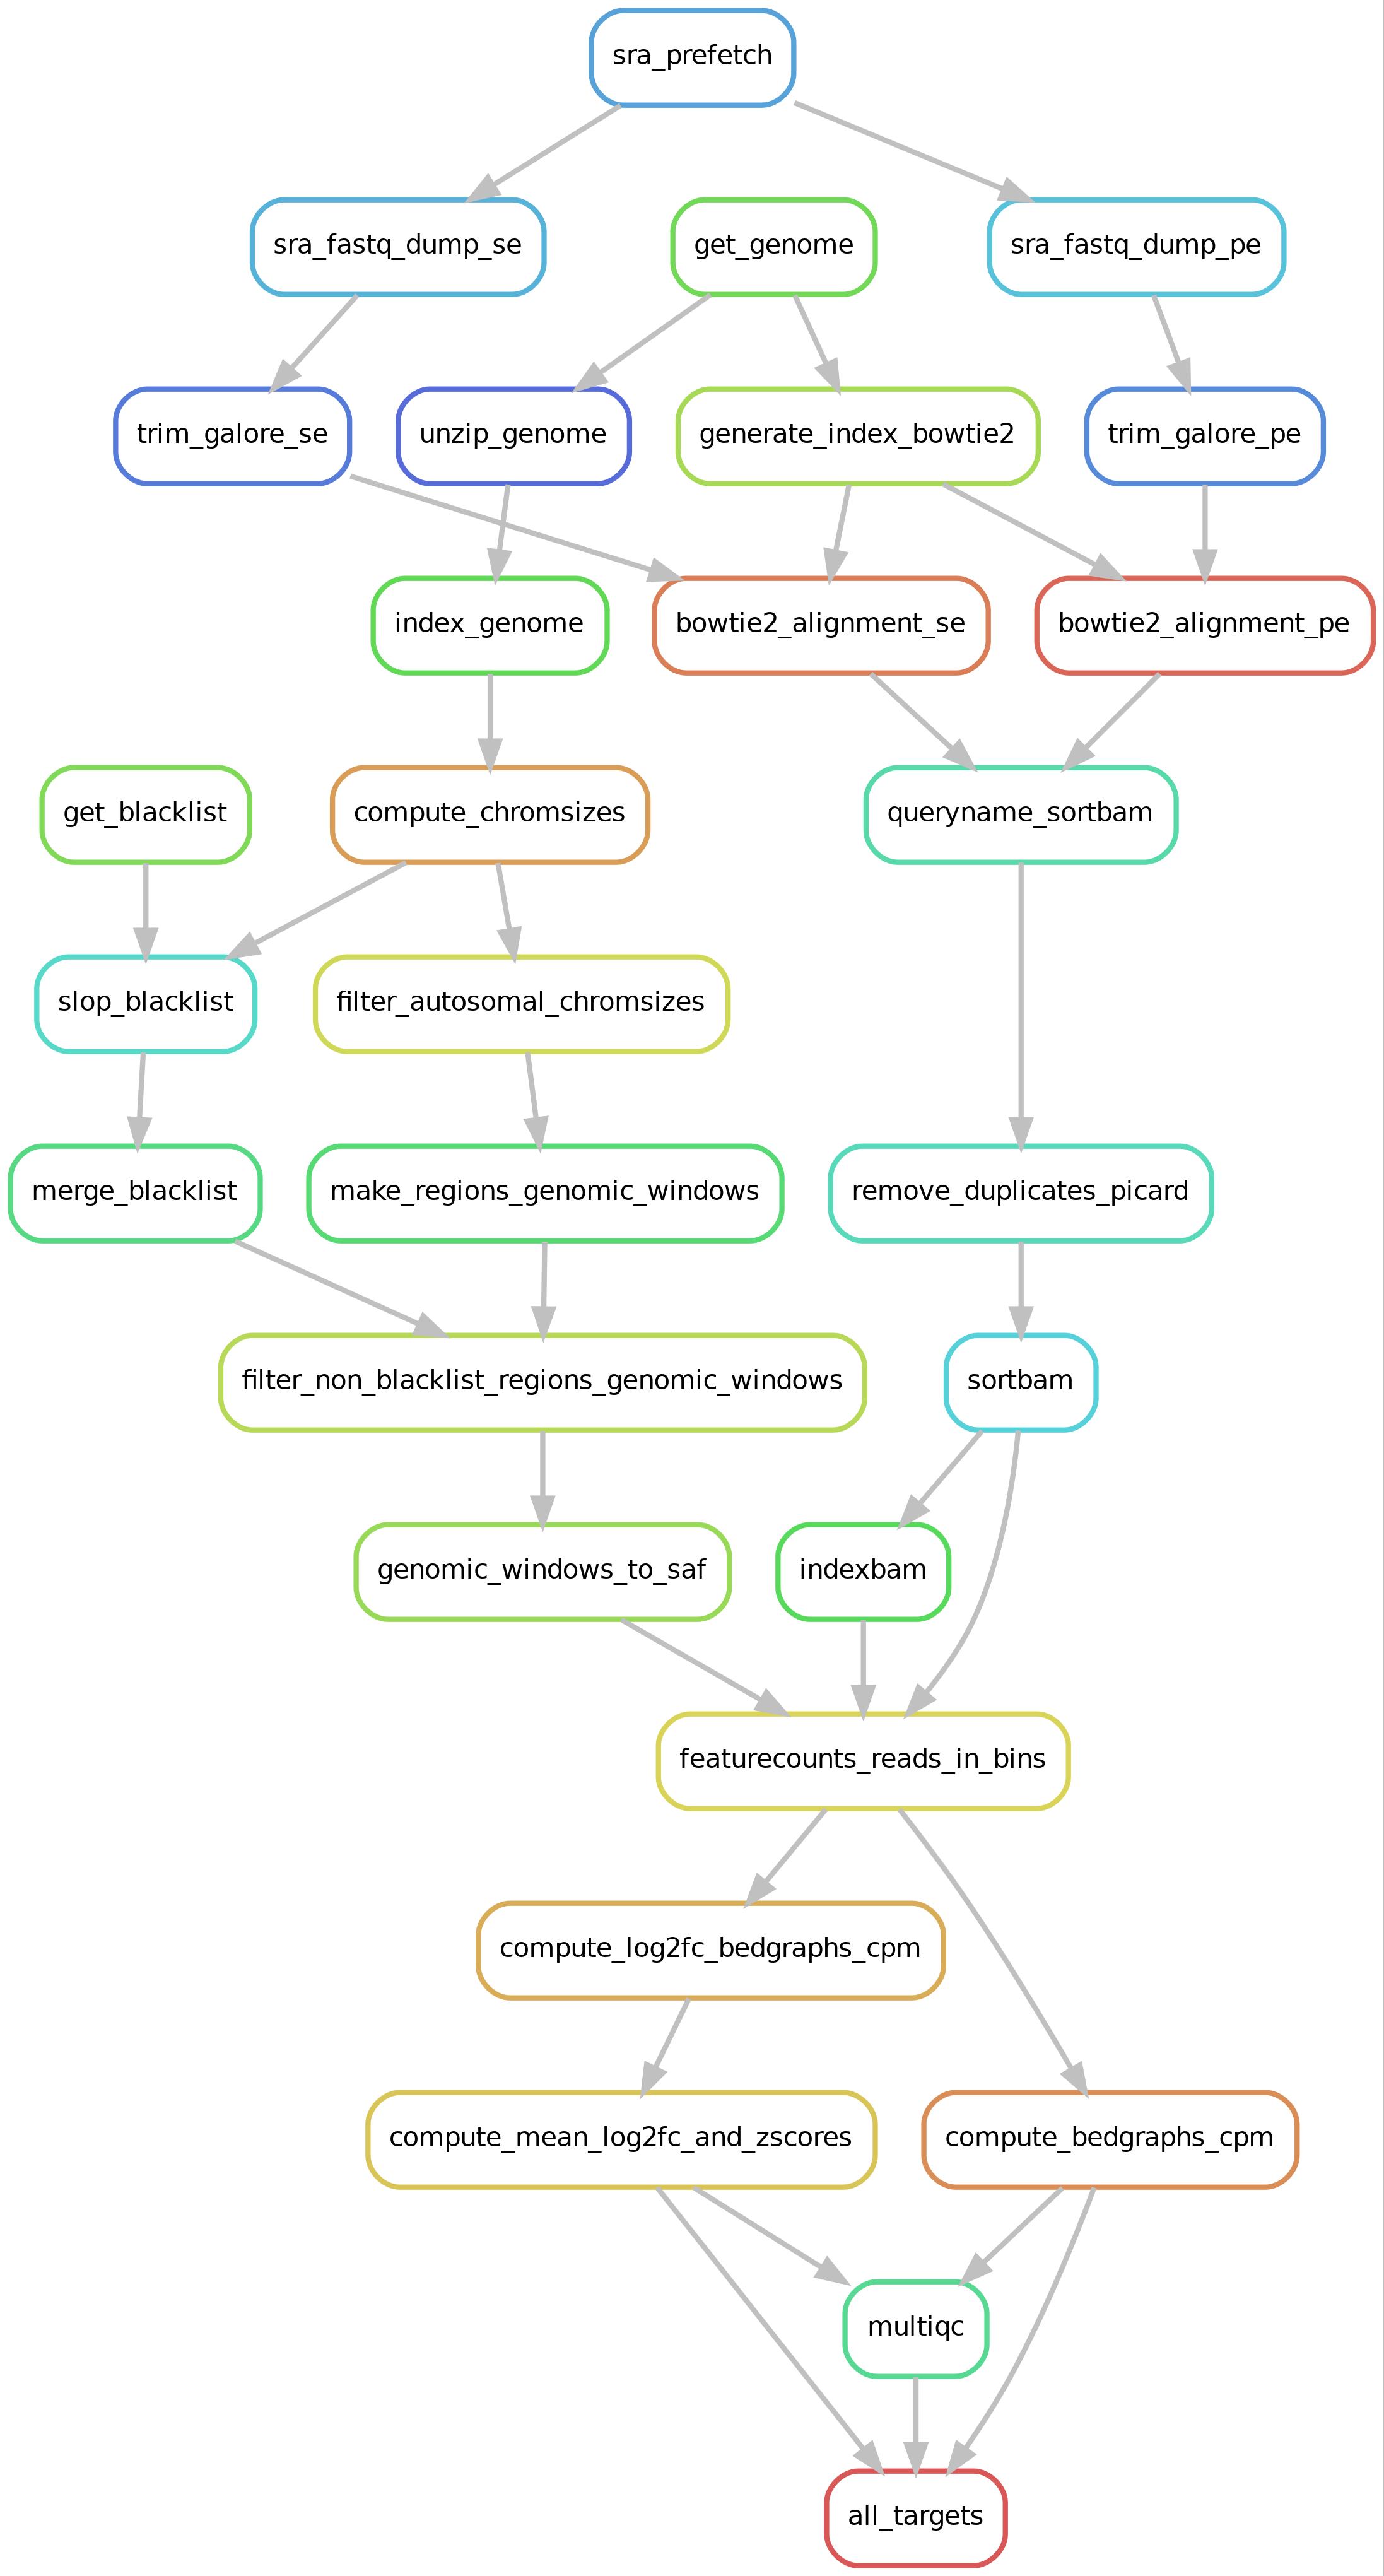 sra_prefetch
sra_fastq_dump_se
get_genome
sra_fastq_dump_pe
trim_galore_se
unzip_genome
generate_index_bowtie2
trim_galore_pe
index_genome
bowtie2_alignment_se
bowtie2_alignment_pe
get_blacklist
compute_chromsizes
queryname_sortbam
slop_blacklist
filter_autosomal_chromsizes
merge_blacklist
make_regions_genomic_windows
remove_duplicates_picard
filter_non_blacklist_regions_genomic_windows
sortbam
genomic_windows_to_saf
indexbam
featurecounts_reads_in_bins
compute_log2fc_bedgraphs_cpm
compute_mean_log2fc_and_zscores
compute_bedgraphs_cpm
multiqc
all_targets